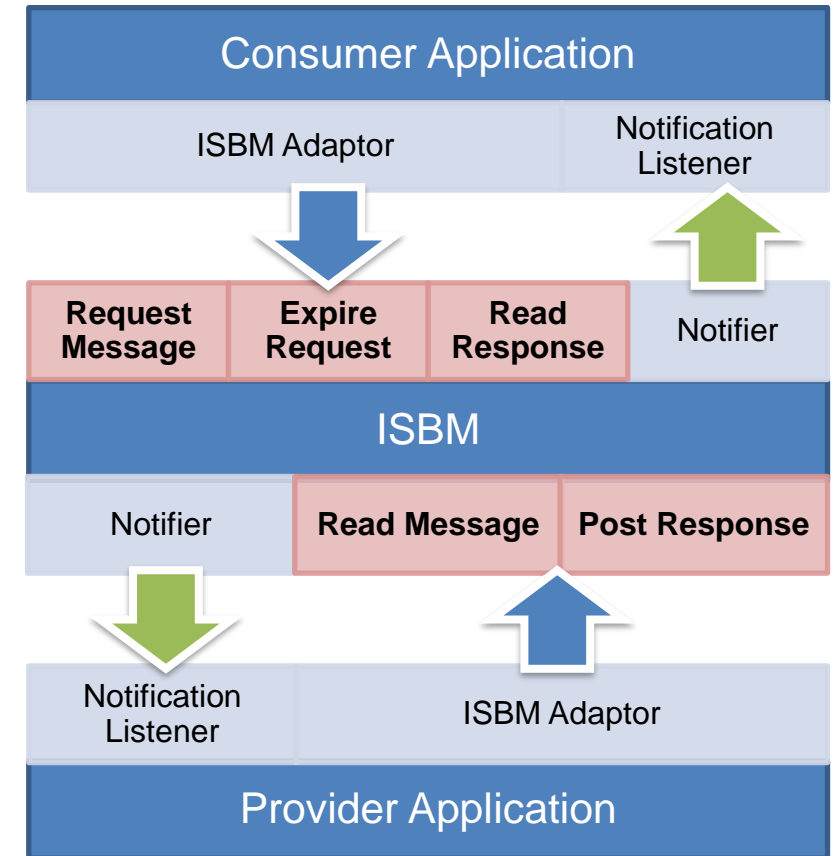 Consumer Application
ISBM Adaptor
Notification
Listener
Request
Message
Expire
Request
Read
Response
Notifier
ISBM
Notifier
Read Message
Post Response
Notification
Listener
ISBM Adaptor
Provider Application